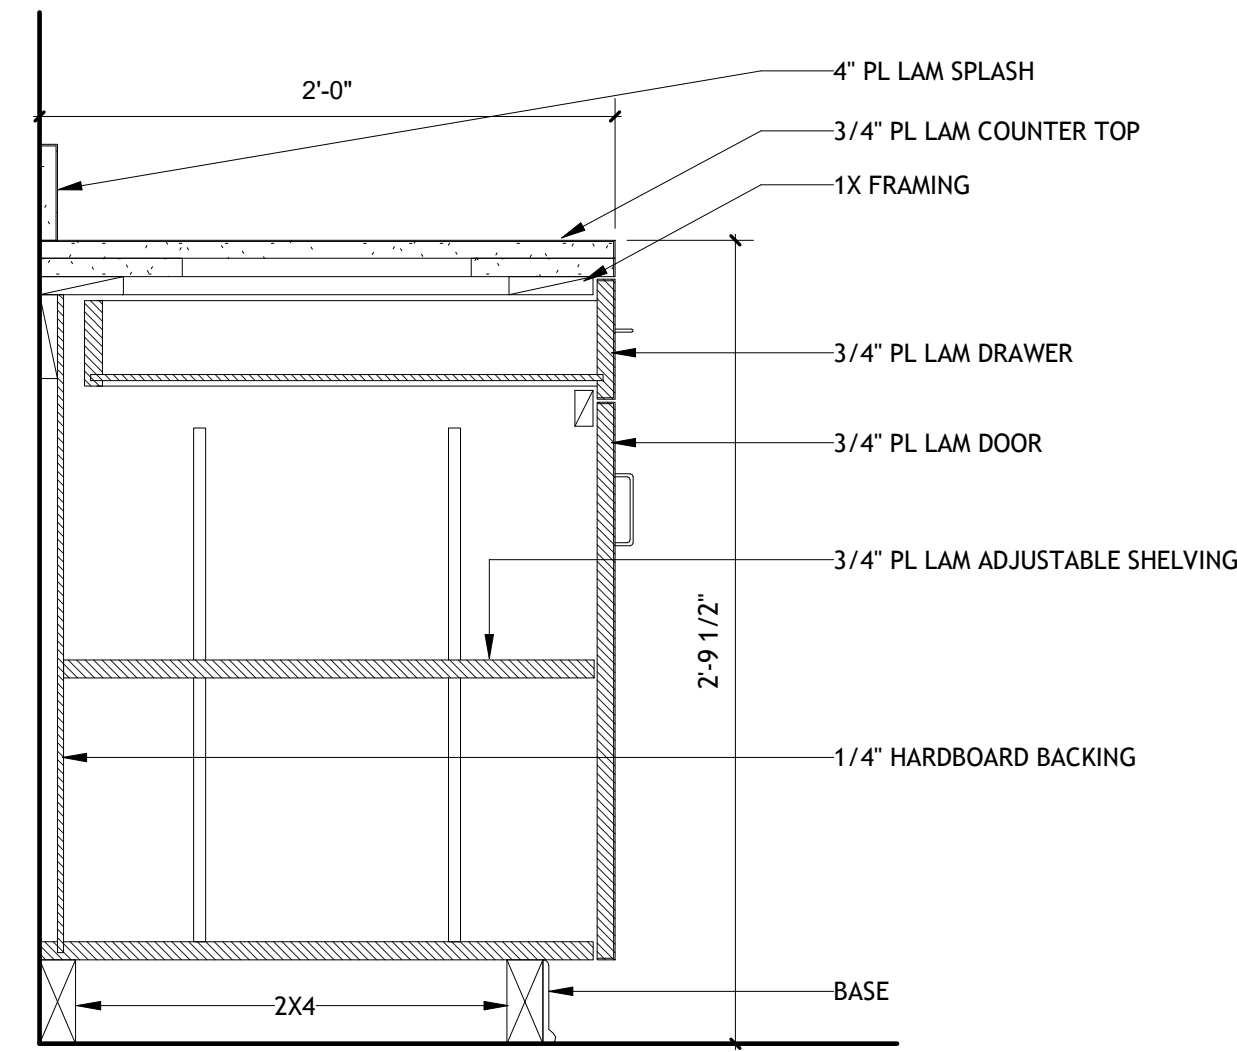 4" PL LAM SPLASH
2'-0"
3/4" PL LAM COUNTER TOP
1X FRAMING
3/4" PL LAM DRAWER
3/4" PL LAM DOOR
3/4" PL LAM ADJUSTABLE SHELVING
2'-9 1/2"
1/4" HARDBOARD BACKING
BASE
2X4